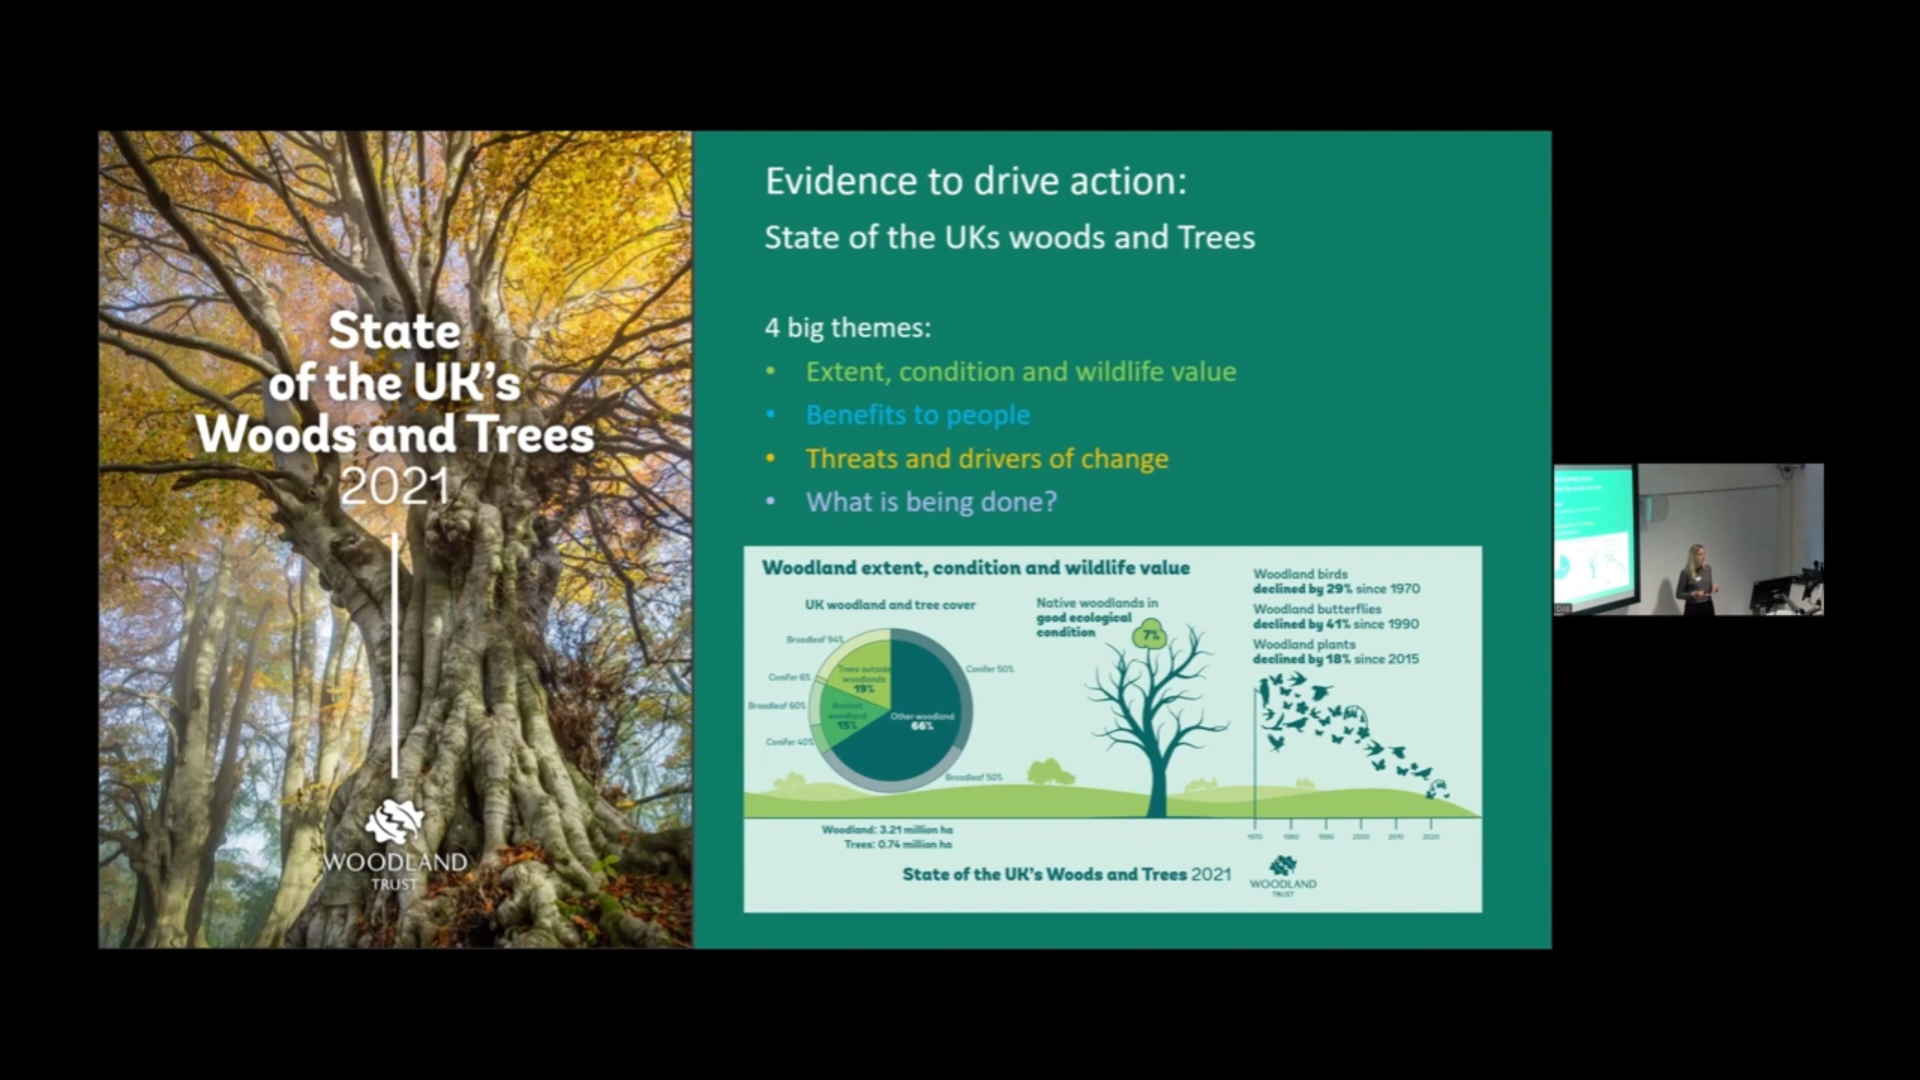 State
of the UK's
Woods and Trees
2021
WOODLAND
TRUST
Evidence to drive action:
State of the UKs woods and Trees
4 big themes:
• Extent, condition and wildlife value
• Benefits to people
• Threats and drivers of change
• What is being done?
Woodland extent, condition and wildlife value
UK woodland and tree cover
Broadleaf 94%
Conifer 6%
Broadleaf 60%
Conifer 40%
Trees outside
woodlands
19%
Ancient
woodland
15%
Other woodland
66%
Conifer 50%
Broadleaf 50%
Woodland: 3.21 million ha
Trees: 0.74 million ha
Native woodlands in
good ecological
condition
7%
Woodland birds
declined by 29% since 1970
Woodland butterflies
declined by 41% since 1990
Woodland plants
declined by 18% since 2015
1970 1980 1990 2000 2010 2020
State of the UK's Woods and Trees 2021
WOODLAND
TRUST